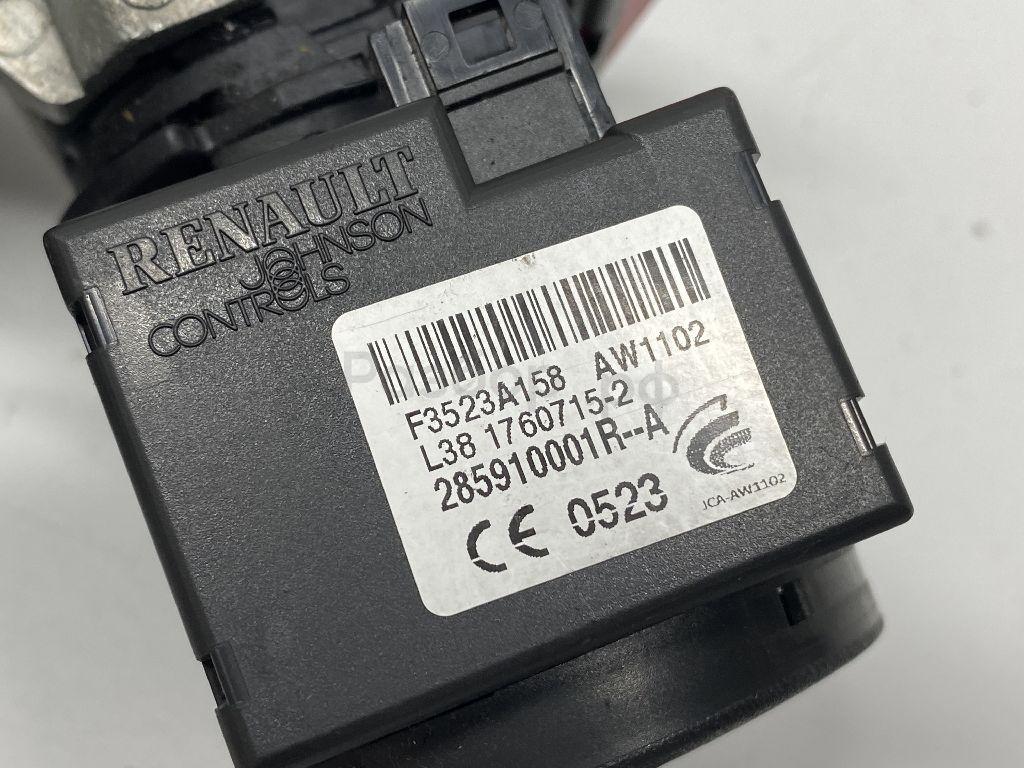 RENAULT
JOHNSON
CONTROLS
F3523A158 AW1102
L38 1760715-2
285910001R--A
CE 0523
JCA-AW1102